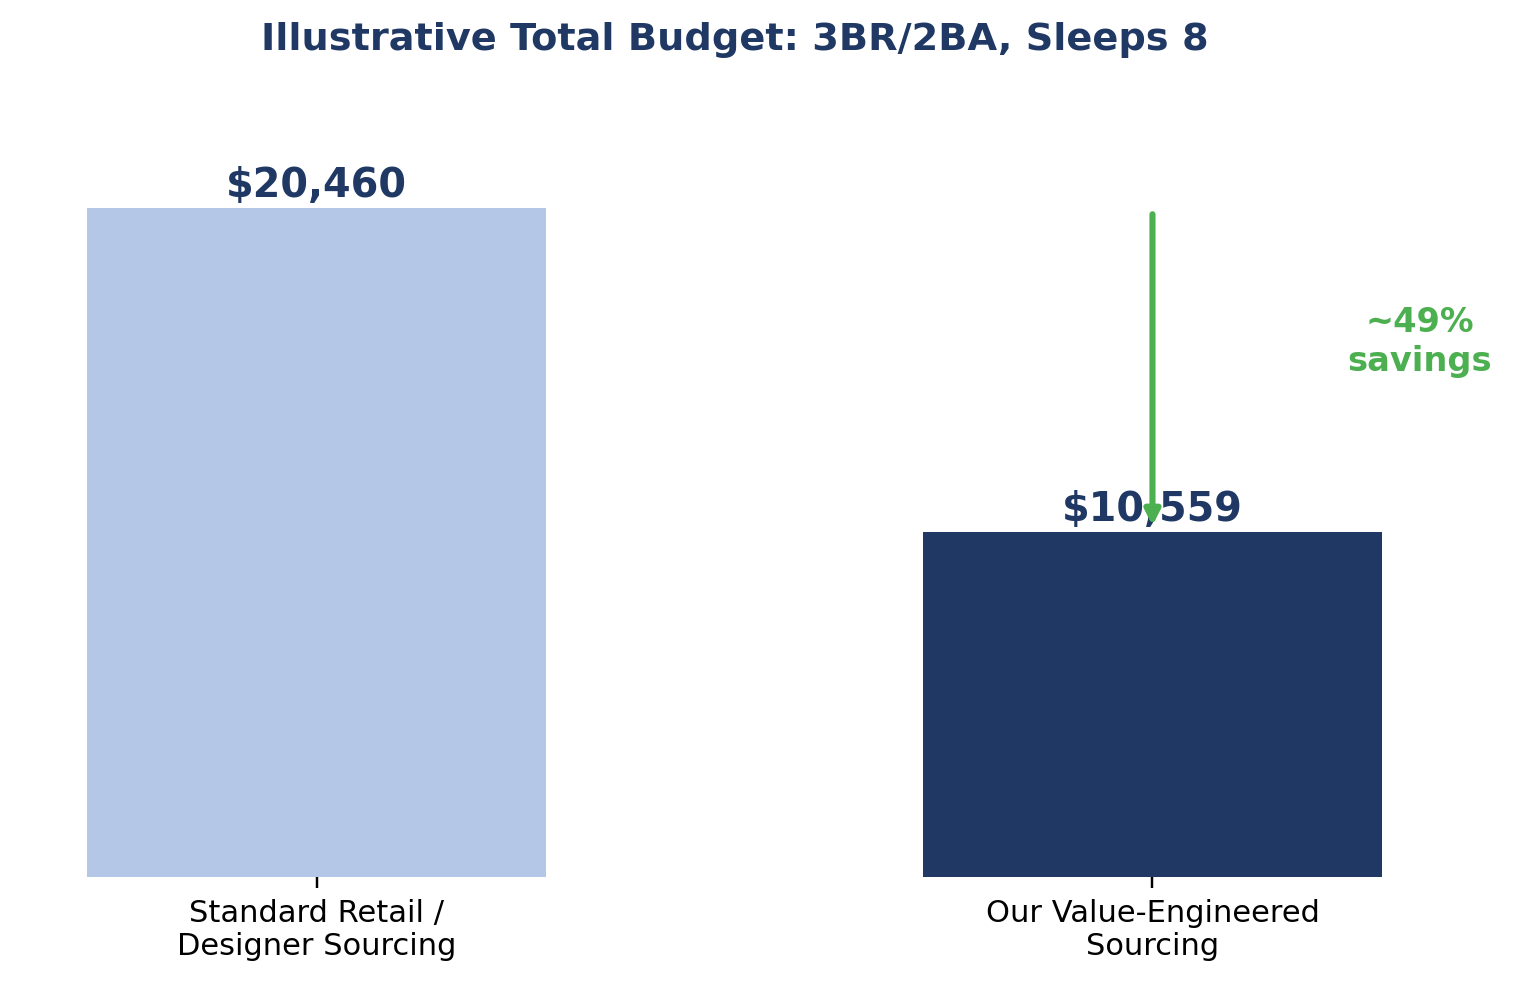 Illustrative Total Budget: 3BR/2BA, Sleeps 8
$20,460
~49%
savings
$10,559
Standard Retail /
Designer Sourcing
Our Value-Engineered
Sourcing